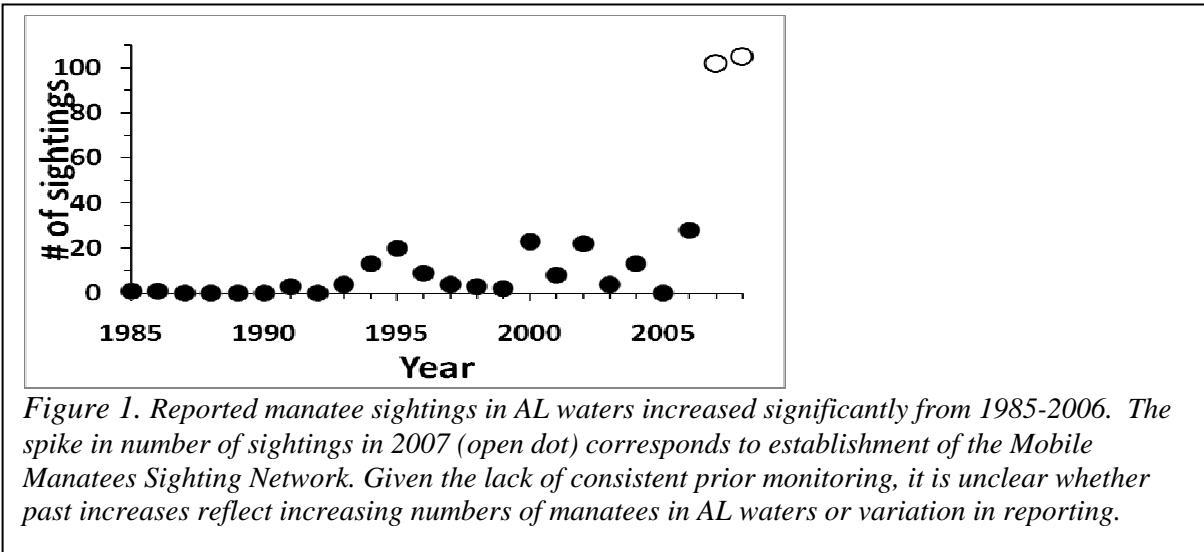 100
80
60
40
20
0
# of sightings
1985 1990 1995 2000 2005
Year
Figure 1. Reported manatee sightings in AL waters increased significantly from 1985-2006. The
spike in number of sightings in 2007 (open dot) corresponds to establishment of the Mobile
Manatees Sighting Network. Given the lack of consistent prior monitoring, it is unclear whether
past increases reflect increasing numbers of manatees in AL waters or variation in reporting.